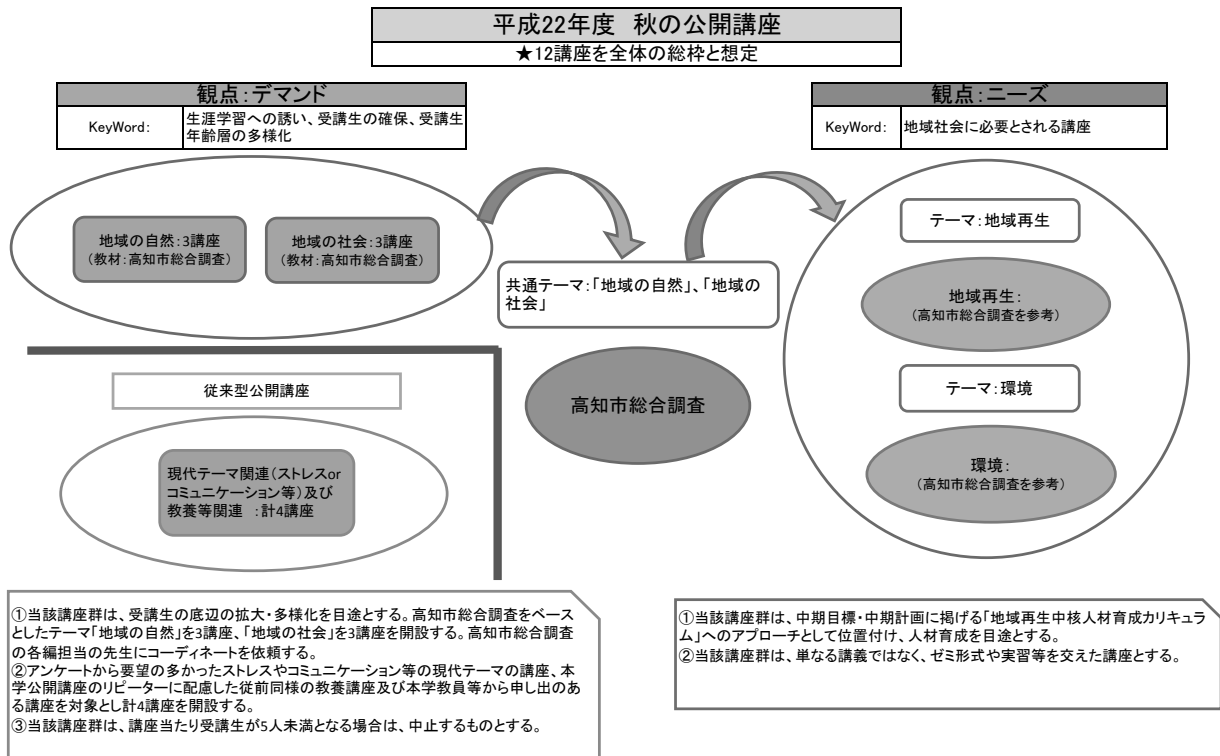 平成22年度 秋の公開講座
★12講座を全体の総枠と想定
観点:デマンド
KeyWord:
生涯学習への誘い、受講生の確保、受講生
年齢層の多様化
地域の自然:3講座
(教材:高知市総合調査)
地域の社会:3講座
(教材:高知市総合調査)
従来型公開講座
現代テーマ関連(ストレスor
コミュニケーション等)及び
教養等関連 :計4講座
共通テーマ:「地域の自然」、「地域の
社会」
高知市総合調査
観点:ニーズ
KeyWord:
地域社会に必要とされる講座
テーマ:地域再生
地域再生:
(高知市総合調査を参考)
テーマ:環境
環境:
(高知市総合調査を参考)
①当該講座群は、受講生の底辺の拡大・多様化を目途とする。高知市総合調査をベース
としたテーマ「地域の自然」を3講座、「地域の社会」を3講座を開設する。高知市総合調査
の各編担当の先生にコーディネートを依頼する。
②アンケートから要望の多かったストレスやコミュニケーション等の現代テーマの講座、本
学公開講座のリピーターに配慮した従前同様の教養講座及び本学教員等から申し出のあ
る講座を対象とし計4講座を開設する。
③当該講座群は、講座当たり受講生が5人未満となる場合は、中止するものとする。
①当該講座群は、中期目標・中期計画に掲げる「地域再生中核人材育成カリキュラ
ム」へのアプローチとして位置付け、人材育成を目途とする。
②当該講座群は、単なる講義ではなく、ゼミ形式や実習等を交えた講座とする。